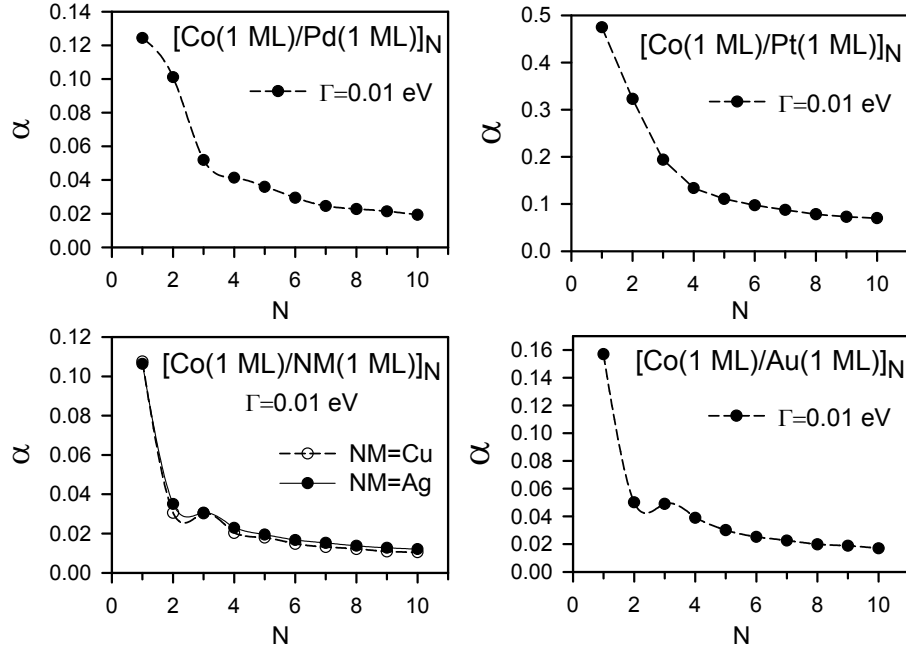 [Co(1 ML)/Pd(1 ML)]N
Γ=0.01 eV
α
0.14
0.12
0.10
0.08
0.06
0.04
0.02
0.00
0 2 4 6 8 10
N
[Co(1 ML)/Pt(1 ML)]N
Γ=0.01 eV
α
0.5
0.4
0.3
0.2
0.1
0.0
0 2 4 6 8 10
N
[Co(1 ML)/NM(1 ML)]N
Γ=0.01 eV
NM=Cu
NM=Ag
α
0.12
0.10
0.08
0.06
0.04
0.02
0.00
0 2 4 6 8 10
N
[Co(1 ML)/Au(1 ML)]N
Γ=0.01 eV
α
0.16
0.14
0.12
0.10
0.08
0.06
0.04
0.02
0.00
0 2 4 6 8 10
N